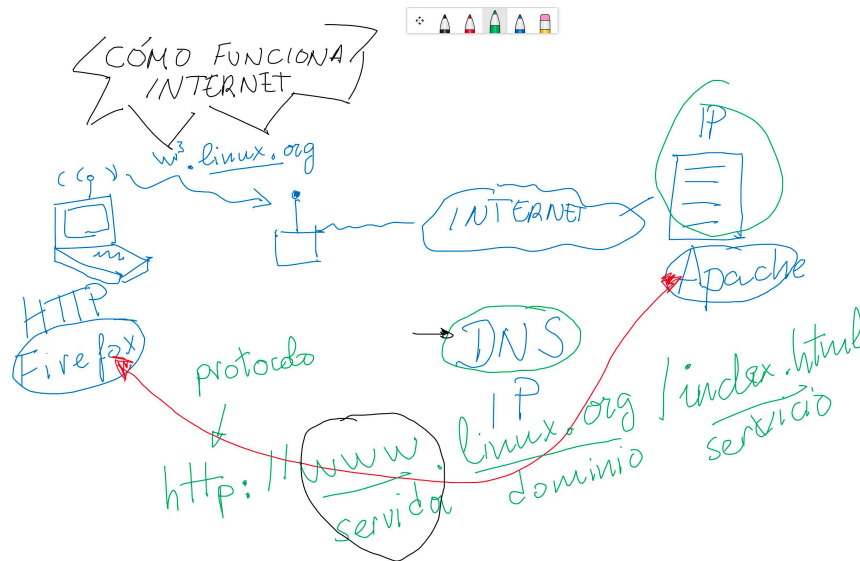 CÓMO FUNCIONA
INTERNET
w³.linux.org
IP
INTERNET
Apache
HTTP
Firefox
DNS
IP
protocolo
http://www.linux.org/index.html
servidor
dominio
servicio